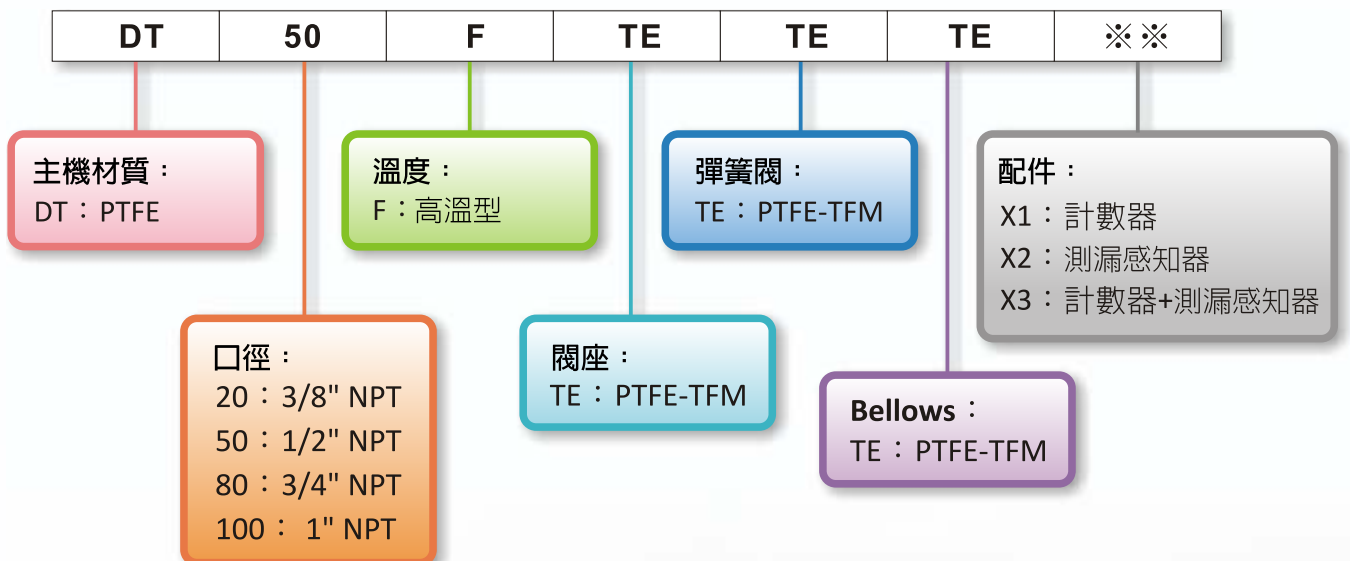 DT 50 F TE TE TE ※※
主機材質：
DT：PTFE
口徑：
20：3/8" NPT
50：1/2" NPT
80：3/4" NPT
100： 1" NPT
溫度：
F：高溫型
閥座：
TE：PTFE-TFM
彈簧閥：
TE：PTFE-TFM
Bellows：
TE：PTFE-TFM
配件：
X1：計數器
X2：測漏感知器
X3：計數器+測漏感知器